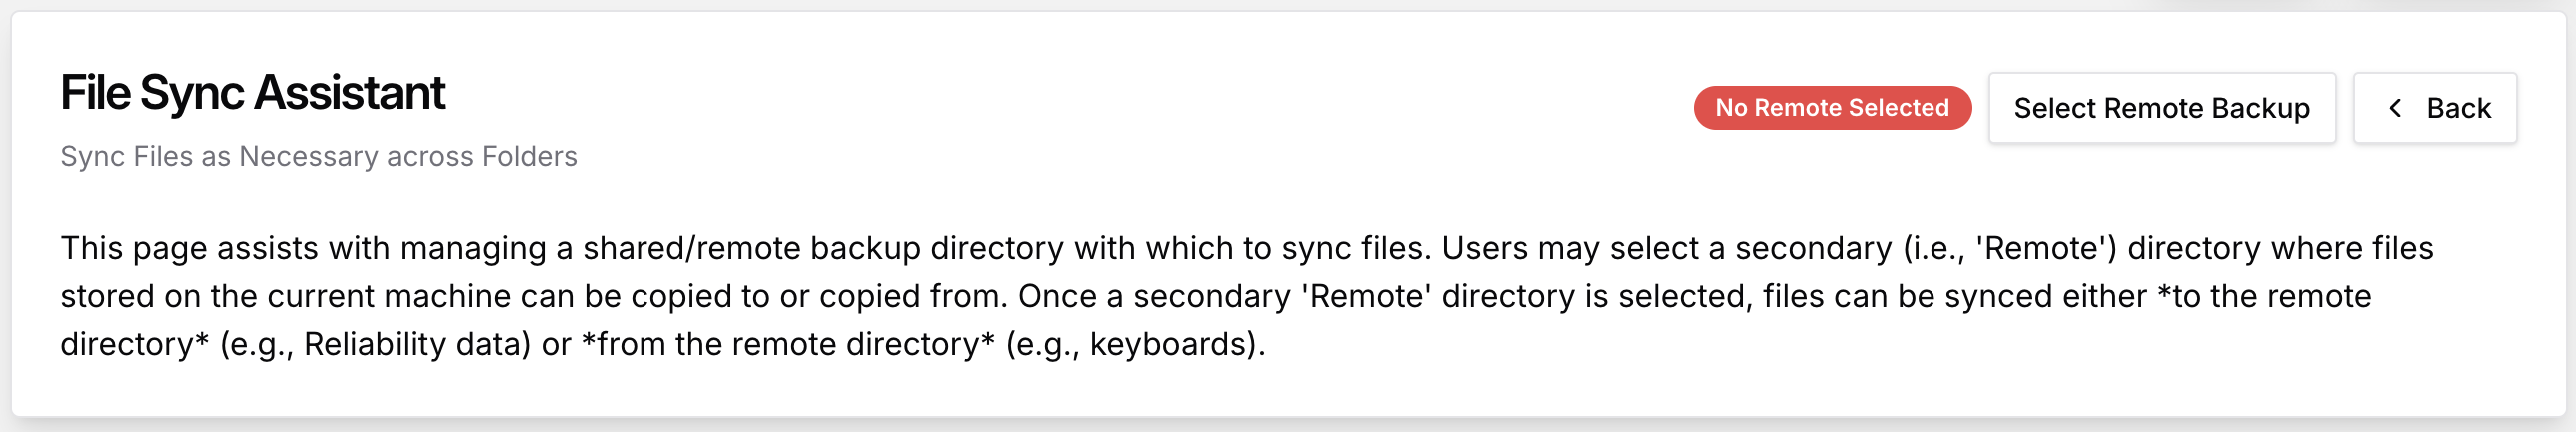 File Sync Assistant
No Remote Selected
Select Remote Backup
Back
Sync Files as Necessary across Folders
This page assists with managing a shared/remote backup directory with which to sync files. Users may select a secondary (i.e., 'Remote') directory where files
stored on the current machine can be copied to or copied from. Once a secondary 'Remote' directory is selected, files can be synced either *to the remote
directory* (e.g., Reliability data) or *from the remote directory* (e.g., keyboards).